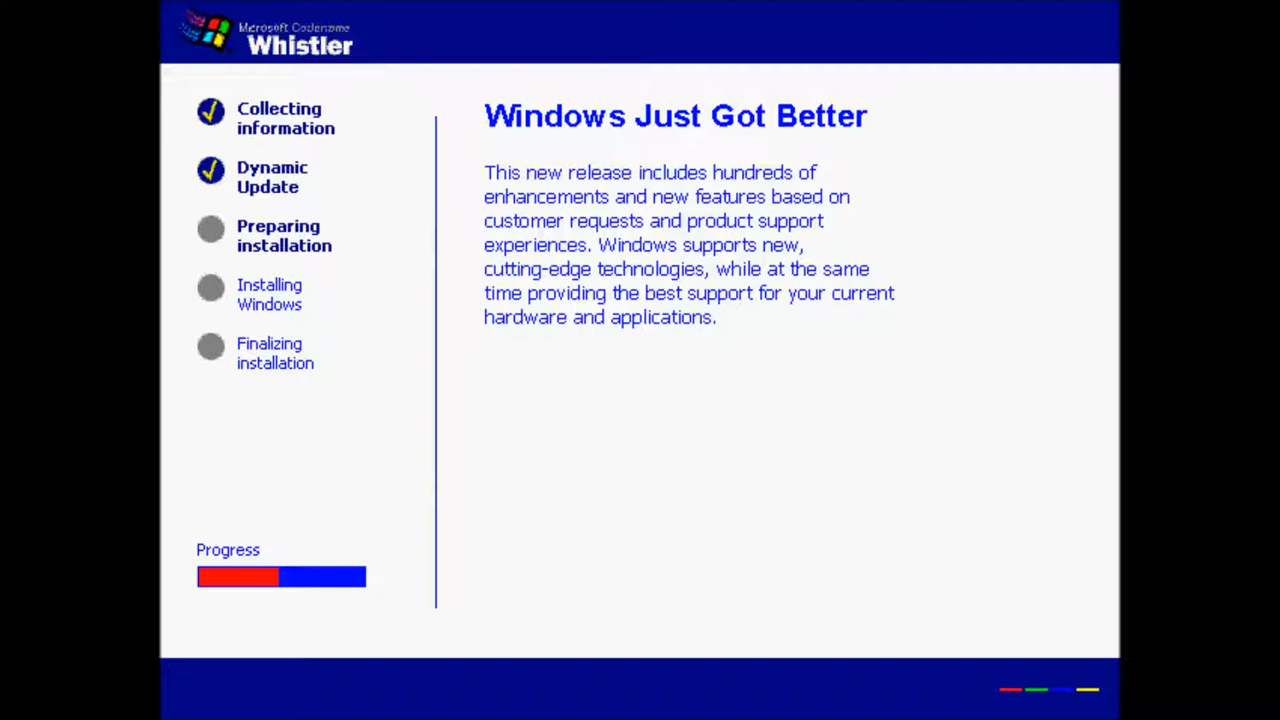 Microsoft Codename
Whistler
Collecting
information
Dynamic
Update
Preparing
installation
Installing
Windows
Finalizing
installation
Progress
Windows Just Got Better
This new release includes hundreds of
enhancements and new features based on
customer requests and product support
experiences. Windows supports new,
cutting-edge technologies, while at the same
time providing the best support for your current
hardware and applications.